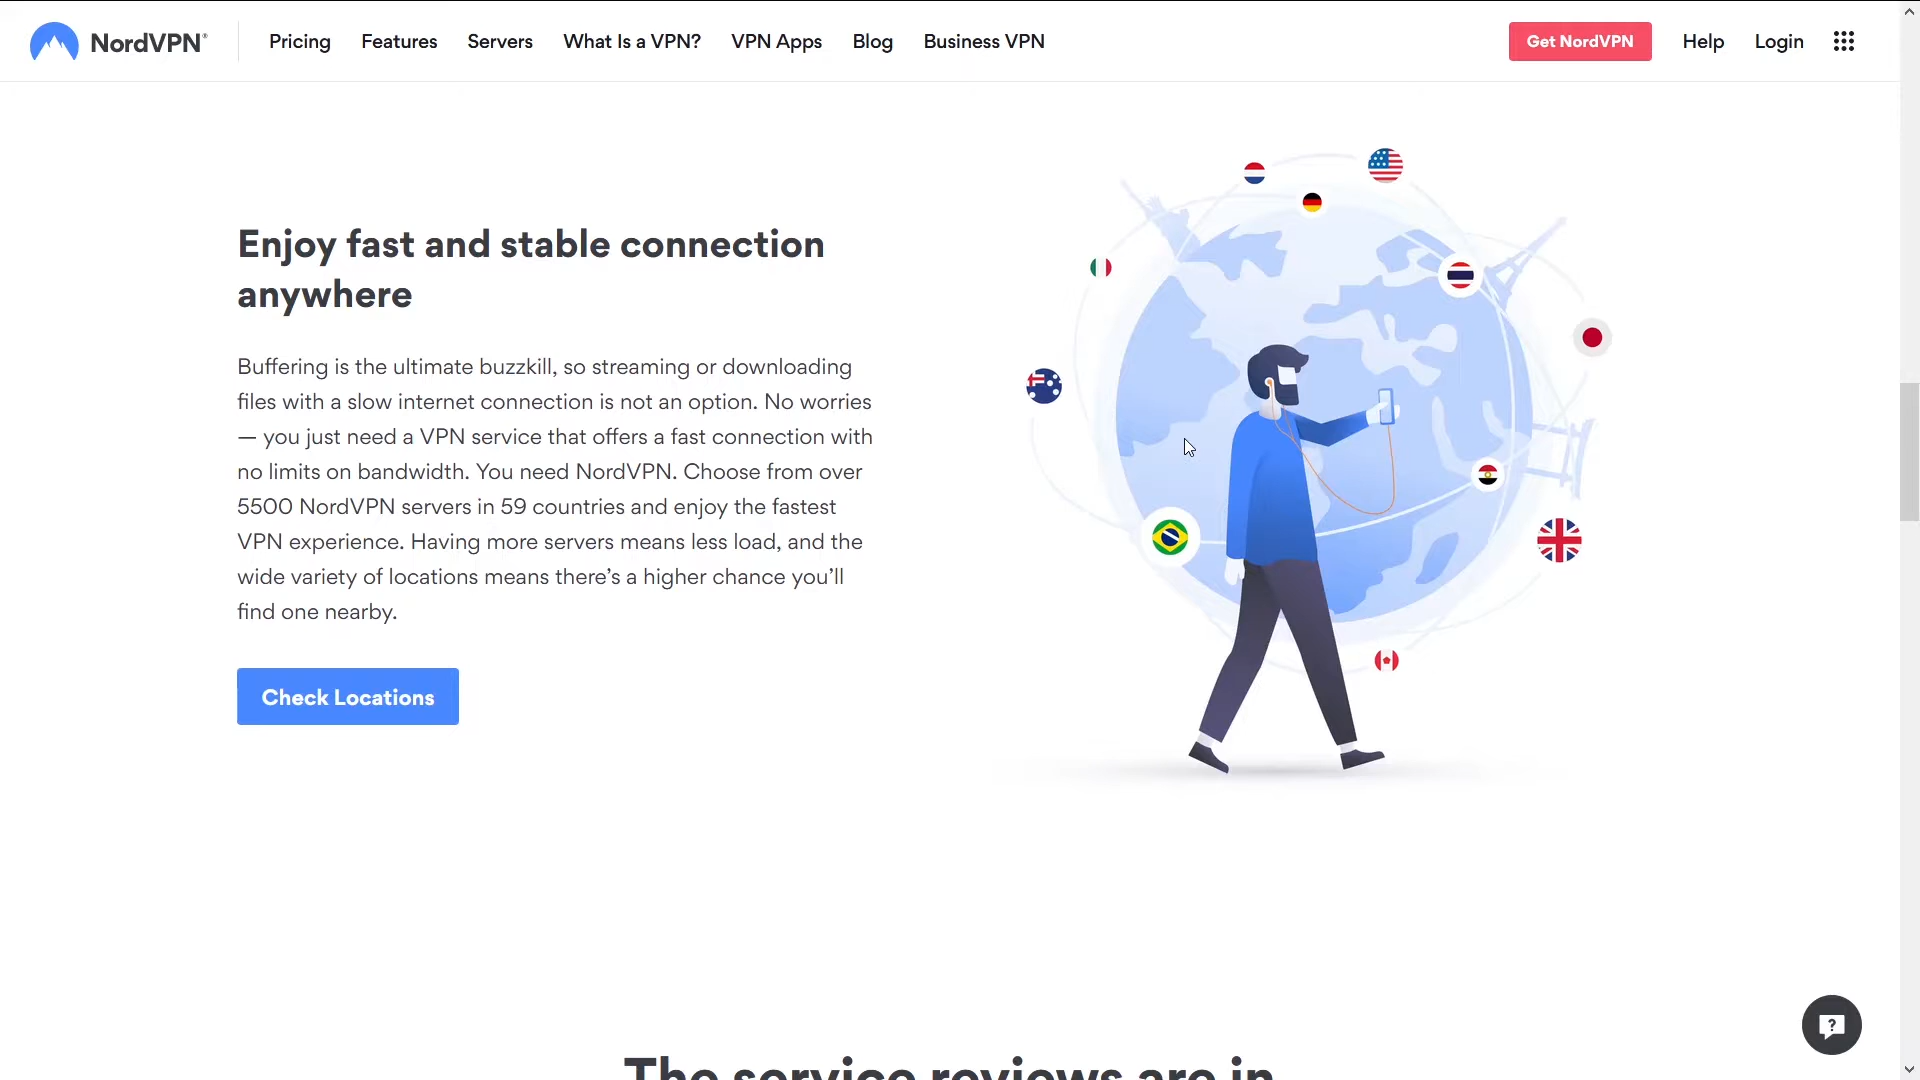 NordVPN®
Pricing
Features
Servers
What Is a VPN?
VPN Apps
Blog
Business VPN
Get NordVPN
Help
Login
Enjoy fast and stable connection
anywhere
Buffering is the ultimate buzzkill, so streaming or downloading
files with a slow internet connection is not an option. No worries
— you just need a VPN service that offers a fast connection with
no limits on bandwidth. You need NordVPN. Choose from over
5500 NordVPN servers in 59 countries and enjoy the fastest
VPN experience. Having more servers means less load, and the
wide variety of locations means there’s a higher chance you’ll
find one nearby.
Check Locations
The service reviews are in
?